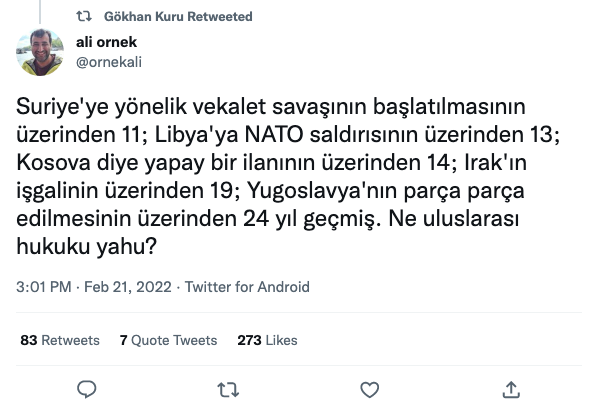 Gökhan Kuru Retweeted
ali ornek
@ornekali
Suriye'ye yönelik vekalet savaşının başlatılmasının
üzerinden 11; Libya'ya NATO saldırısının üzerinden 13;
Kosova diye yapay bir ilanının üzerinden 14; Irak'ın
işgalinin üzerinden 19; Yugoslavya'nın parça parça
edilmesinin üzerinden 24 yıl geçmiş. Ne uluslarası
hukuku yahu?
3:01 PM · Feb 21, 2022 · Twitter for Android
83 Retweets 7 Quote Tweets 273 Likes